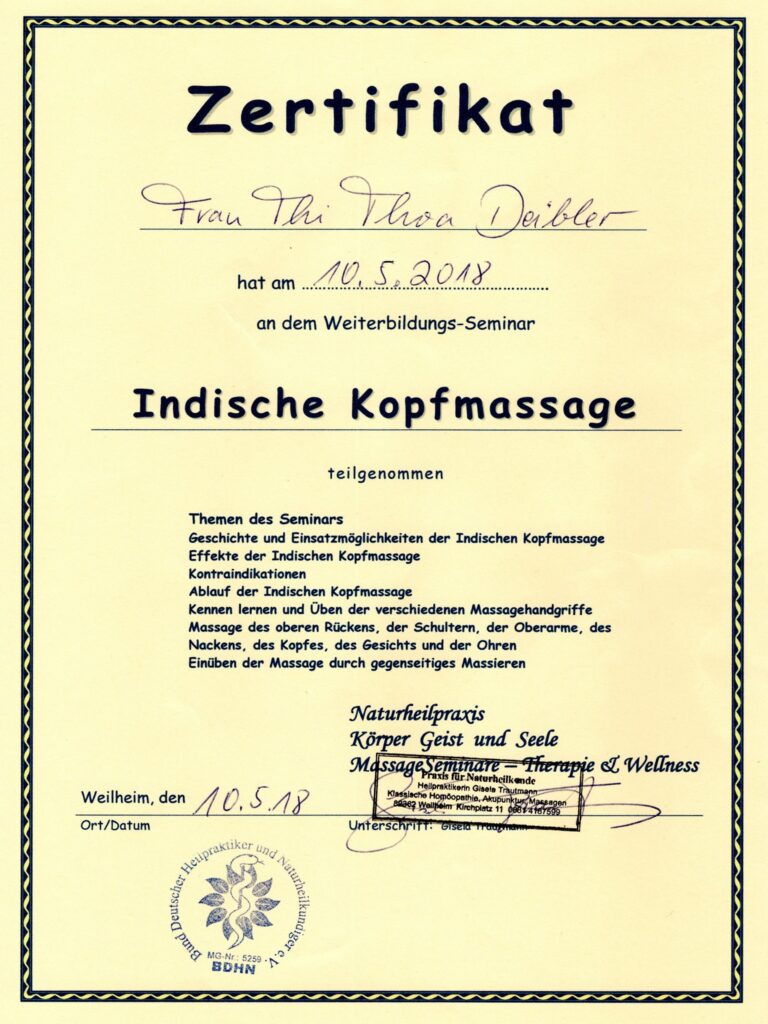 Zertifikat
Frau Thi Thoa Deibler
hat am 10.5.2018
an dem Weiterbildungs-Seminar
Indische Kopfmassage
teilgenommen
Themen des Seminars
Geschichte und Einsatzmöglichkeiten der Indischen Kopfmassage
Effekte der Indischen Kopfmassage
Kontraindikationen
Ablauf der Indischen Kopfmassage
Kennen lernen und Üben der verschiedenen Massagehandgriffe
Massage des oberen Rückens, der Schultern, der Oberarme, des
Nackens, des Kopfes, des Gesichts und der Ohren
Einüben der Massage durch gegenseitiges Massieren
Naturheilpraxis
Körper Geist und Seele
MassageSeminare – Therapie & Wellness
Praxis für Naturheilkunde
Heilpraktikerin Gisela Trautmann
Klassische Homöopathie, Akupunktur, Massagen
82362 Weilheim Kirchplatz 11
Weilheim, den 10.5.18
Ort/Datum
Unterschrift: Gisela Trautmann
Bund Deutscher Heilpraktiker und Naturheilkundiger e.V.
MG-Nr.: 5259
BDHN